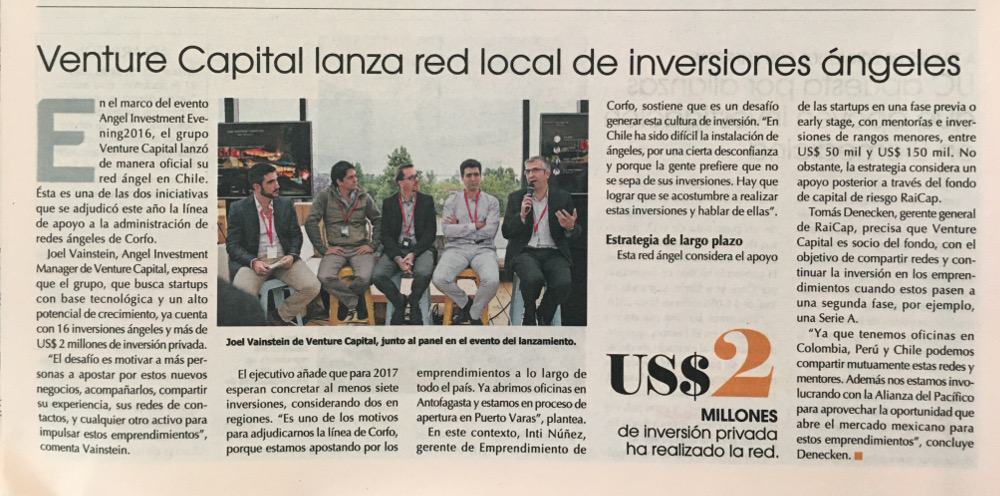 Venture Capital lanza red local de inversiones ángeles
En el marco del evento
Angel Investment Eve-
ning2016, el grupo
Venture Capital lanzó
de manera oficial su
red ángel en Chile.
Ésta es una de las dos iniciativas
que se adjudicó este año la línea
de apoyo a la administración de
redes ángeles de Corfo.
Joel Vainstein, Angel Investment
Manager de Venture Capital, expresa
que el grupo, que busca startups
con base tecnológica y un alto
potencial de crecimiento, ya cuenta
con 16 inversiones ángeles y más de
US$ 2 millones de inversión privada.
"El desafío es motivar a más per-
sonas a apostar por estos nuevos
negocios, acompañarlos, compartir
su experiencia, sus redes de con-
tactos, y cualquier otro activo para
impulsar estos emprendimientos",
comenta Vainstein.
Joel Vainstein de Venture Capital, junto al panel en el evento del lanzamiento.
El ejecutivo añade que para 2017
esperan concretar al menos siete
inversiones, considerando dos en
regiones. "Es uno de los motivos
para adjudicarnos la línea de Corfo,
porque estamos apostando por los
emprendimientos a lo largo de
todo el país. Ya abrimos oficinas en
Antofagasta y estamos en proceso de
apertura en Puerto Varas", plantea.
En este contexto, Inti Núñez,
gerente de Emprendimiento de
Corfo, sostiene que es un desafío
generar esta cultura de inversión. "En
Chile ha sido difícil la instalación de
ángeles, por una cierta desconfianza
y porque la gente prefiere que no
se sepa de sus inversiones. Hay que
lograr que se acostumbre a realizar
estas inversiones y hablar de ellas".
Estrategia de largo plazo
Esta red ángel considera el apoyo
US$2
MILLONES
de inversión privada
ha realizado la red.
de las startups en una fase previa o
early stage, con mentorías e inver-
siones de rangos menores, entre
US$ 50 mil y US$ 150 mil. No
obstante, la estrategia considera un
apoyo posterior a través del fondo
de capital de riesgo RaiCap.
Tomás Denecken, gerente general
de RaiCap, precisa que Venture
Capital es socio del fondo, con el
objetivo de compartir redes y con-
tinuar la inversión en los empren-
dimientos cuando estos pasen a
una segunda fase, por ejemplo,
una Serie A.
"Ya que tenemos oficinas en
Colombia, Perú y Chile podemos
compartir mutuamente estas redes y
mentores. Además nos estamos invo-
lucrando con la Alianza del Pacífico
para aprovechar la oportunidad que
abre el mercado mexicano para
estos emprendimientos", concluye
Denecken.